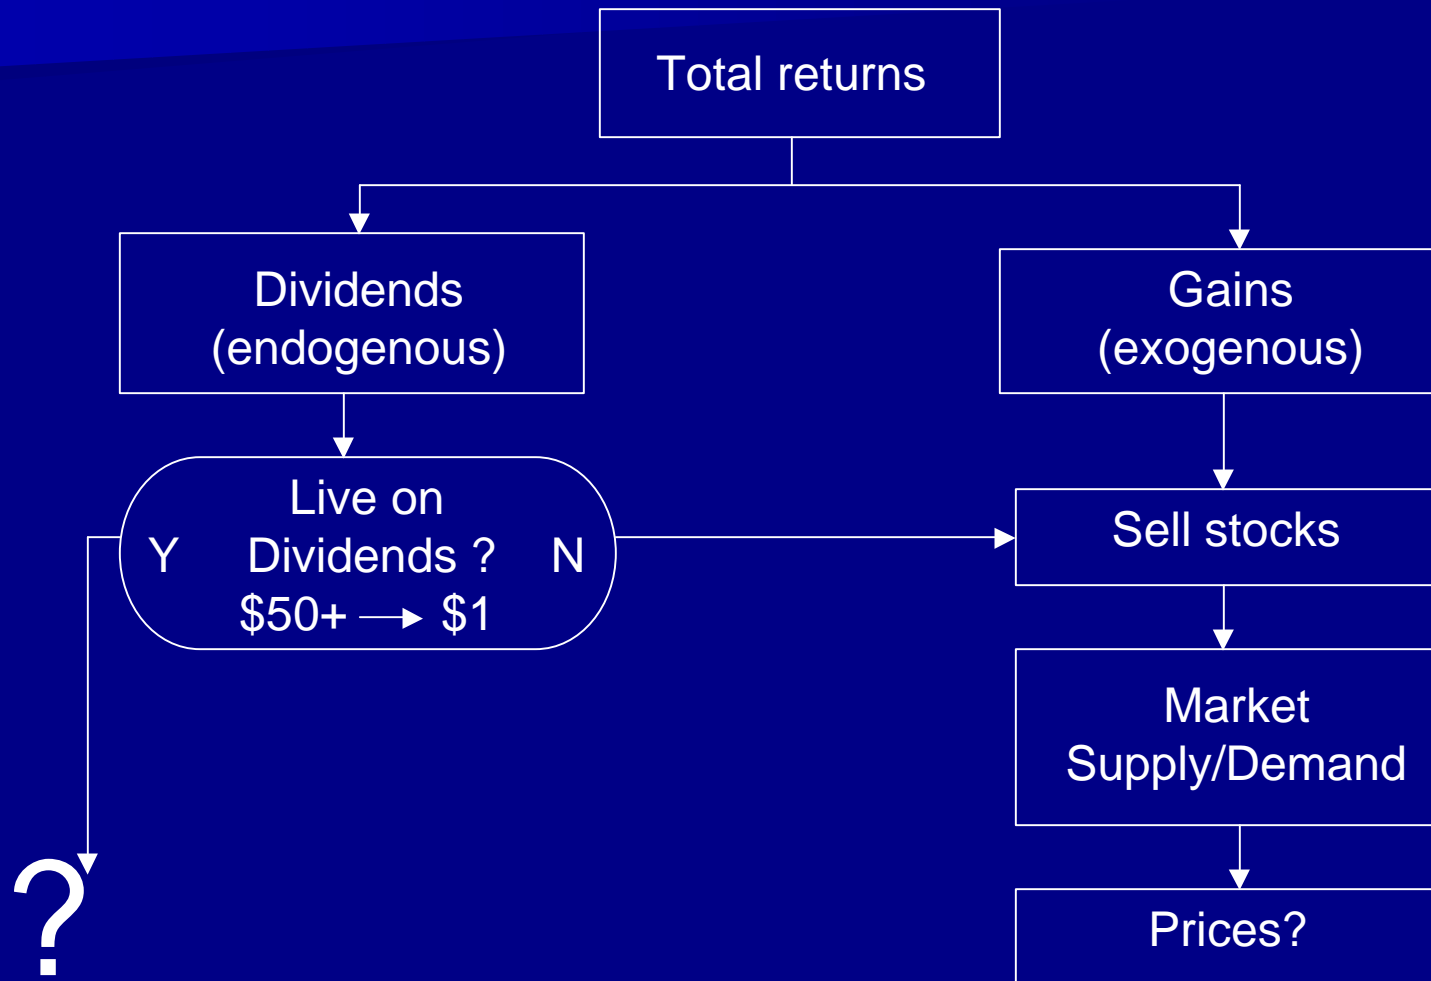 Total returns
Dividends
(endogenous)
Gains
(exogenous)
Live on
Y Dividends ? N
$50+ → $1
Sell stocks
Market
Supply/Demand
Prices?
?